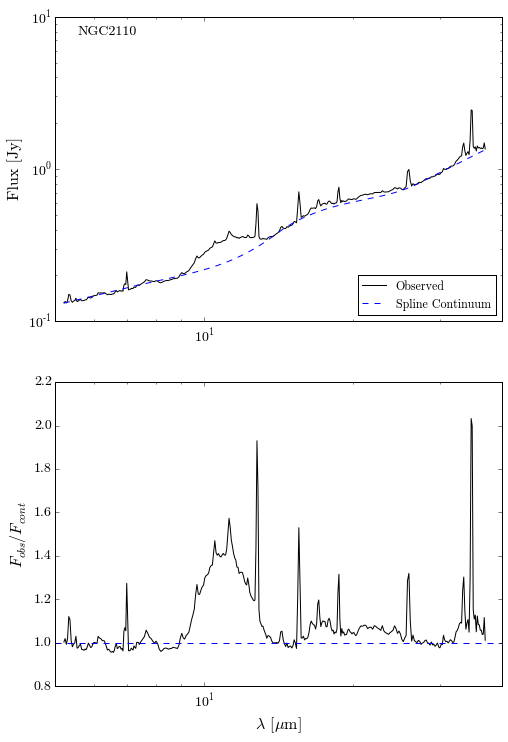 10^1
NGC2110
Flux [Jy]
10^0
Observed
Spline Continuum
10^-1
10^1
2.2
2.0
1.8
1.6
F_obs/F_cont
1.4
1.2
1.0
0.8
10^1
λ [μm]